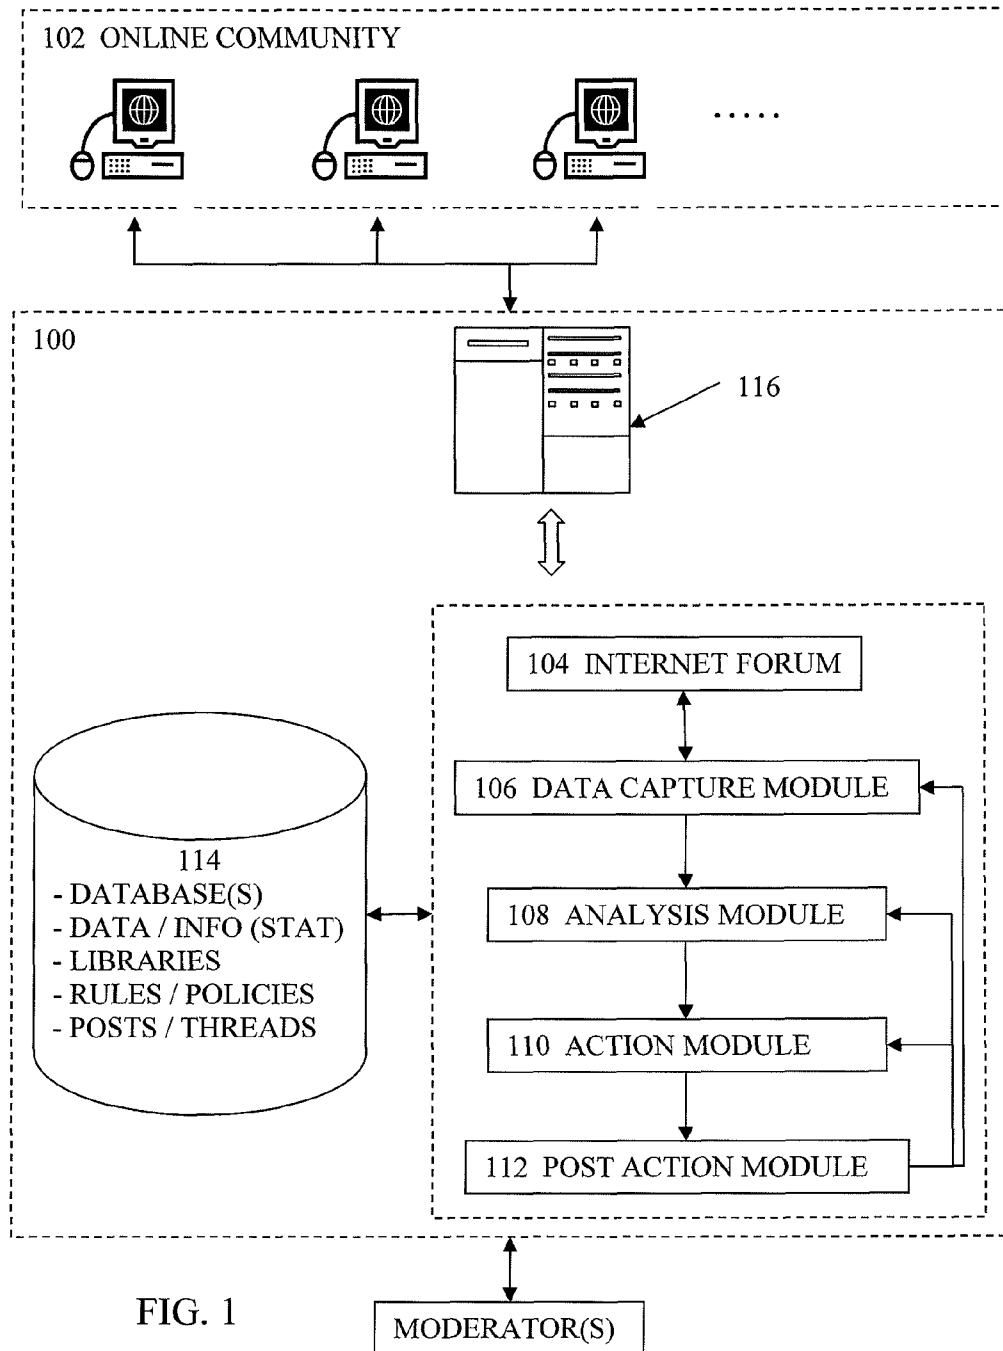 102 ONLINE COMMUNITY
.....
100
116
104 INTERNET FORUM
106 DATA CAPTURE MODULE
114
- DATABASE(S)
- DATA / INFO (STAT)
- LIBRARIES
- RULES / POLICIES
- POSTS / THREADS
108 ANALYSIS MODULE
110 ACTION MODULE
112 POST ACTION MODULE
FIG. 1
MODERATOR(S)